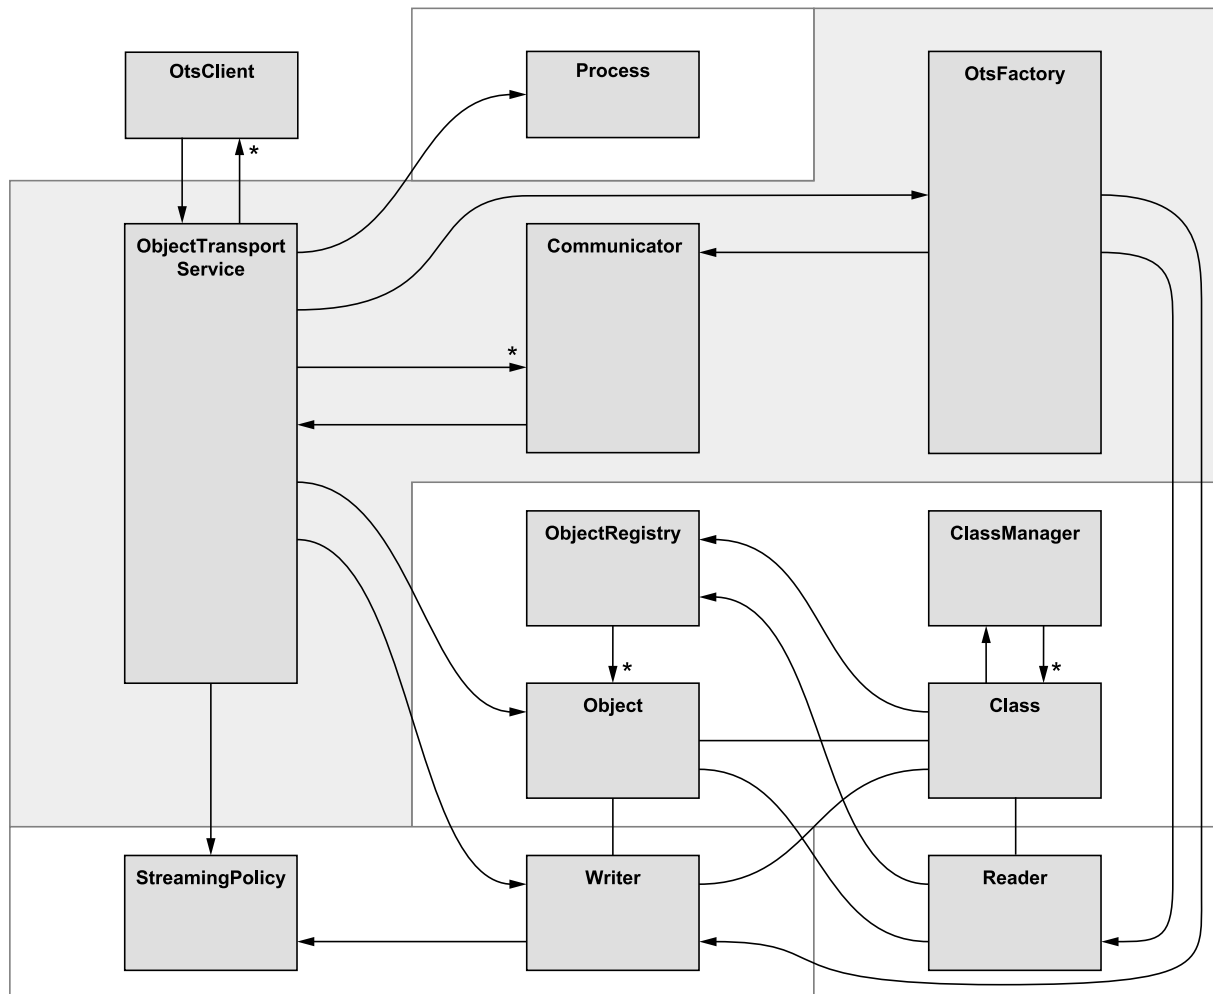 OtsClient
Process
OtsFactory
*
ObjectTransport
Service
Communicator
*
ObjectRegistry
ClassManager
*
*
Object
Class
StreamingPolicy
Writer
Reader